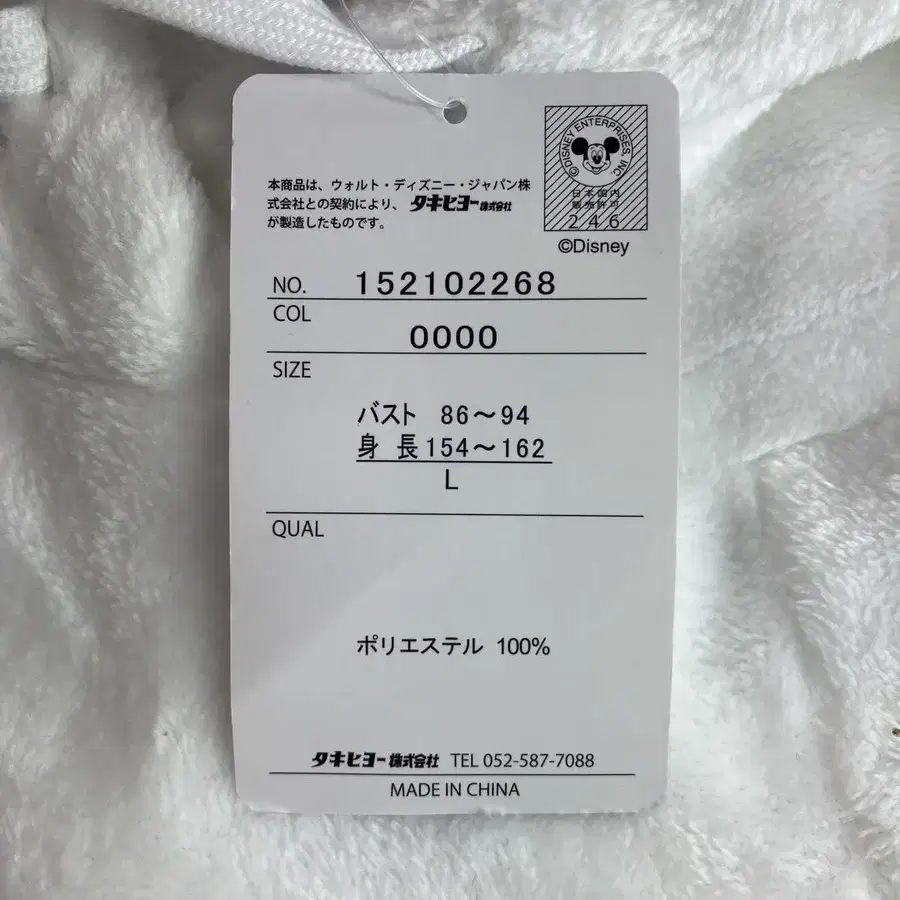 ©DISNEY ENTERPRISES, INC.
日本国内
販売許可
246
©Disney
本商品は、ウォルト・ディズニー・ジャパン株
式会社との契約により、タキヒヨー株式会社
が製造したものです。
NO. 152102268
COL
0000
SIZE
バスト 86～94
身長154～162
L
QUAL
ポリエステル 100%
タキヒヨー株式会社 TEL 052-587-7088
MADE IN CHINA